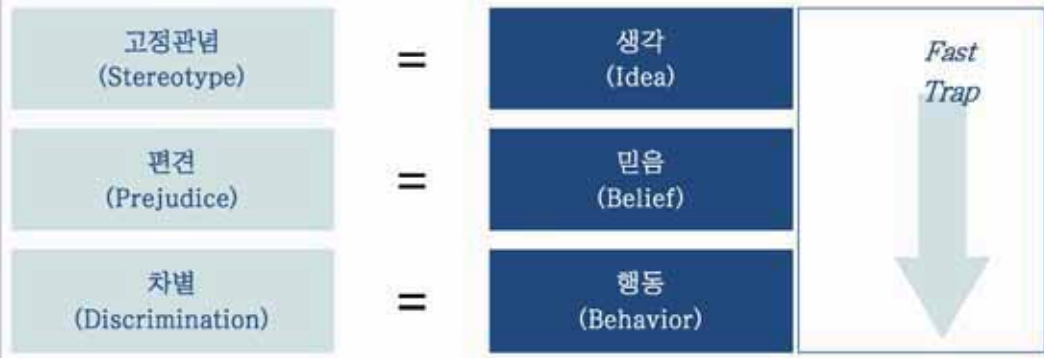 고정관념
(Stereotype)
=
생각
(Idea)
Fast
Trap
편견
(Prejudice)
=
믿음
(Belief)
차별
(Discrimination)
=
행동
(Behavior)